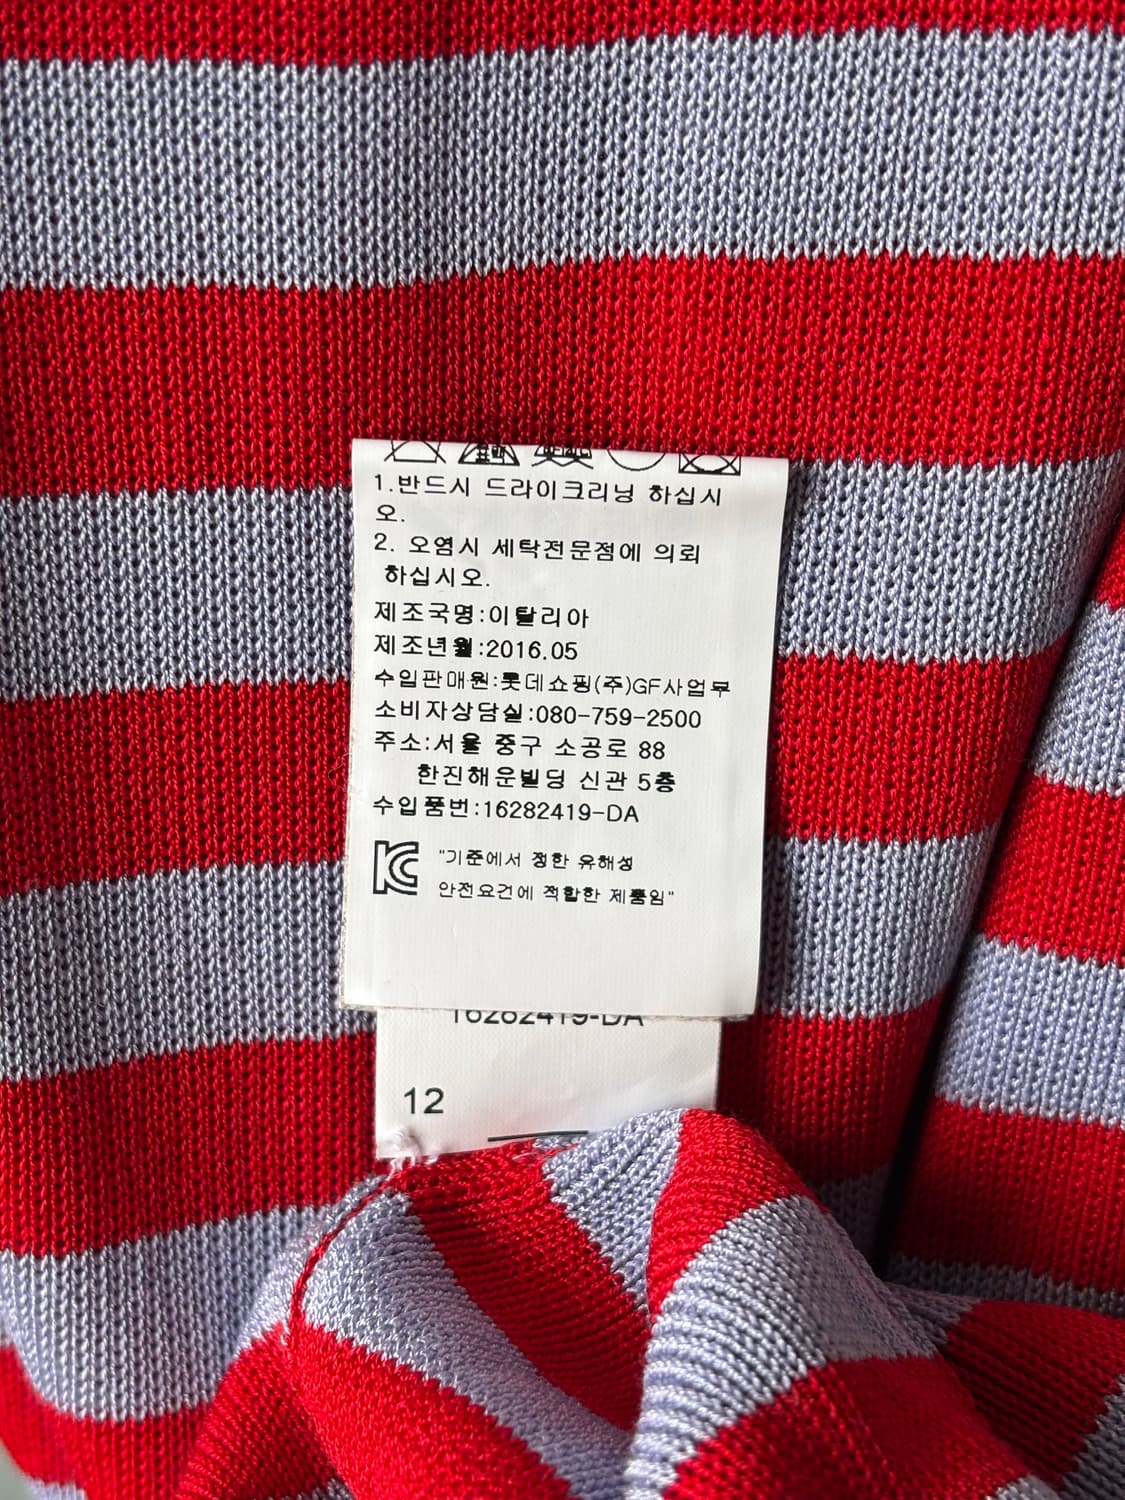 1.반드시 드라이크리닝 하십시
오.
2. 오염시 세탁전문점에 의뢰
하십시오.
제조국명:이탈리아
제조년월:2016.05
수입판매원:롯데쇼핑(주)GF사업부
소비자상담실:080-759-2500
주소:서울 중구 소공로 88
한진해운빌딩 신관 5층
수입품번:16282419-DA
"기준에서 정한 유해성
안전요건에 적합한 제품임"
16282419-DA
12